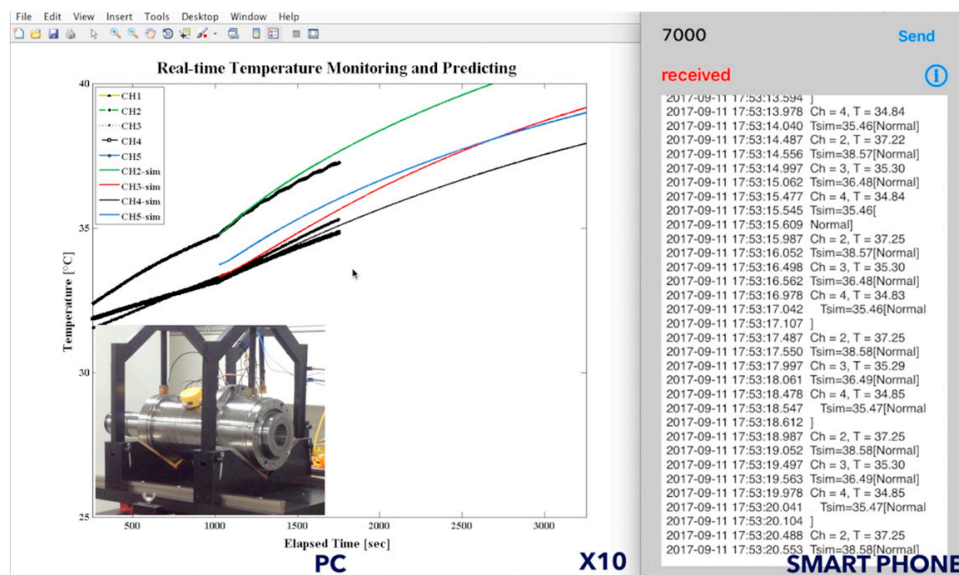 File Edit View Insert Tools Desktop Window Help
Real-time Temperature Monitoring and Predicting
40
35
30
25
Temperature [°C]
CH1
CH2
CH3
CH4
CH5
CH2-sim
CH3-sim
CH4-sim
CH5-sim
500 1000 1500 2000 2500 3000
Elapsed Time [sec]
PC X10
7000 Send
received
2017-09-11 17:53:13.594 ]
2017-09-11 17:53:13.978 Ch = 4, T = 34.84
2017-09-11 17:53:14.040 Tsim=35.46[Normal]
2017-09-11 17:53:14.487 Ch = 2, T = 37.22
2017-09-11 17:53:14.556 Tsim=38.57[Normal]
2017-09-11 17:53:14.997 Ch = 3, T = 35.30
2017-09-11 17:53:15.062 Tsim=36.48[Normal]
2017-09-11 17:53:15.477 Ch = 4, T = 34.84
2017-09-11 17:53:15.545 Tsim=35.46[
2017-09-11 17:53:15.609 Normal]
2017-09-11 17:53:15.987 Ch = 2, T = 37.25
2017-09-11 17:53:16.052 Tsim=38.57[Normal]
2017-09-11 17:53:16.498 Ch = 3, T = 35.30
2017-09-11 17:53:16.562 Tsim=36.48[Normal]
2017-09-11 17:53:16.978 Ch = 4, T = 34.83
2017-09-11 17:53:17.042 Tsim=35.46[Normal
2017-09-11 17:53:17.107 ]
2017-09-11 17:53:17.487 Ch = 2, T = 37.25
2017-09-11 17:53:17.550 Tsim=38.58[Normal]
2017-09-11 17:53:17.997 Ch = 3, T = 35.29
2017-09-11 17:53:18.061 Tsim=36.49[Normal]
2017-09-11 17:53:18.478 Ch = 4, T = 34.85
2017-09-11 17:53:18.547 Tsim=35.47[Normal
2017-09-11 17:53:18.612 ]
2017-09-11 17:53:18.987 Ch = 2, T = 37.25
2017-09-11 17:53:19.052 Tsim=38.58[Normal]
2017-09-11 17:53:19.497 Ch = 3, T = 35.30
2017-09-11 17:53:19.563 Tsim=36.49[Normal]
2017-09-11 17:53:19.978 Ch = 4, T = 34.85
2017-09-11 17:53:20.041 Tsim=35.47[Normal
2017-09-11 17:53:20.104 ]
2017-09-11 17:53:20.488 Ch = 2, T = 37.25
2017-09-11 17:53:20.553 Tsim=38.58[Normal]
SMART PHONE